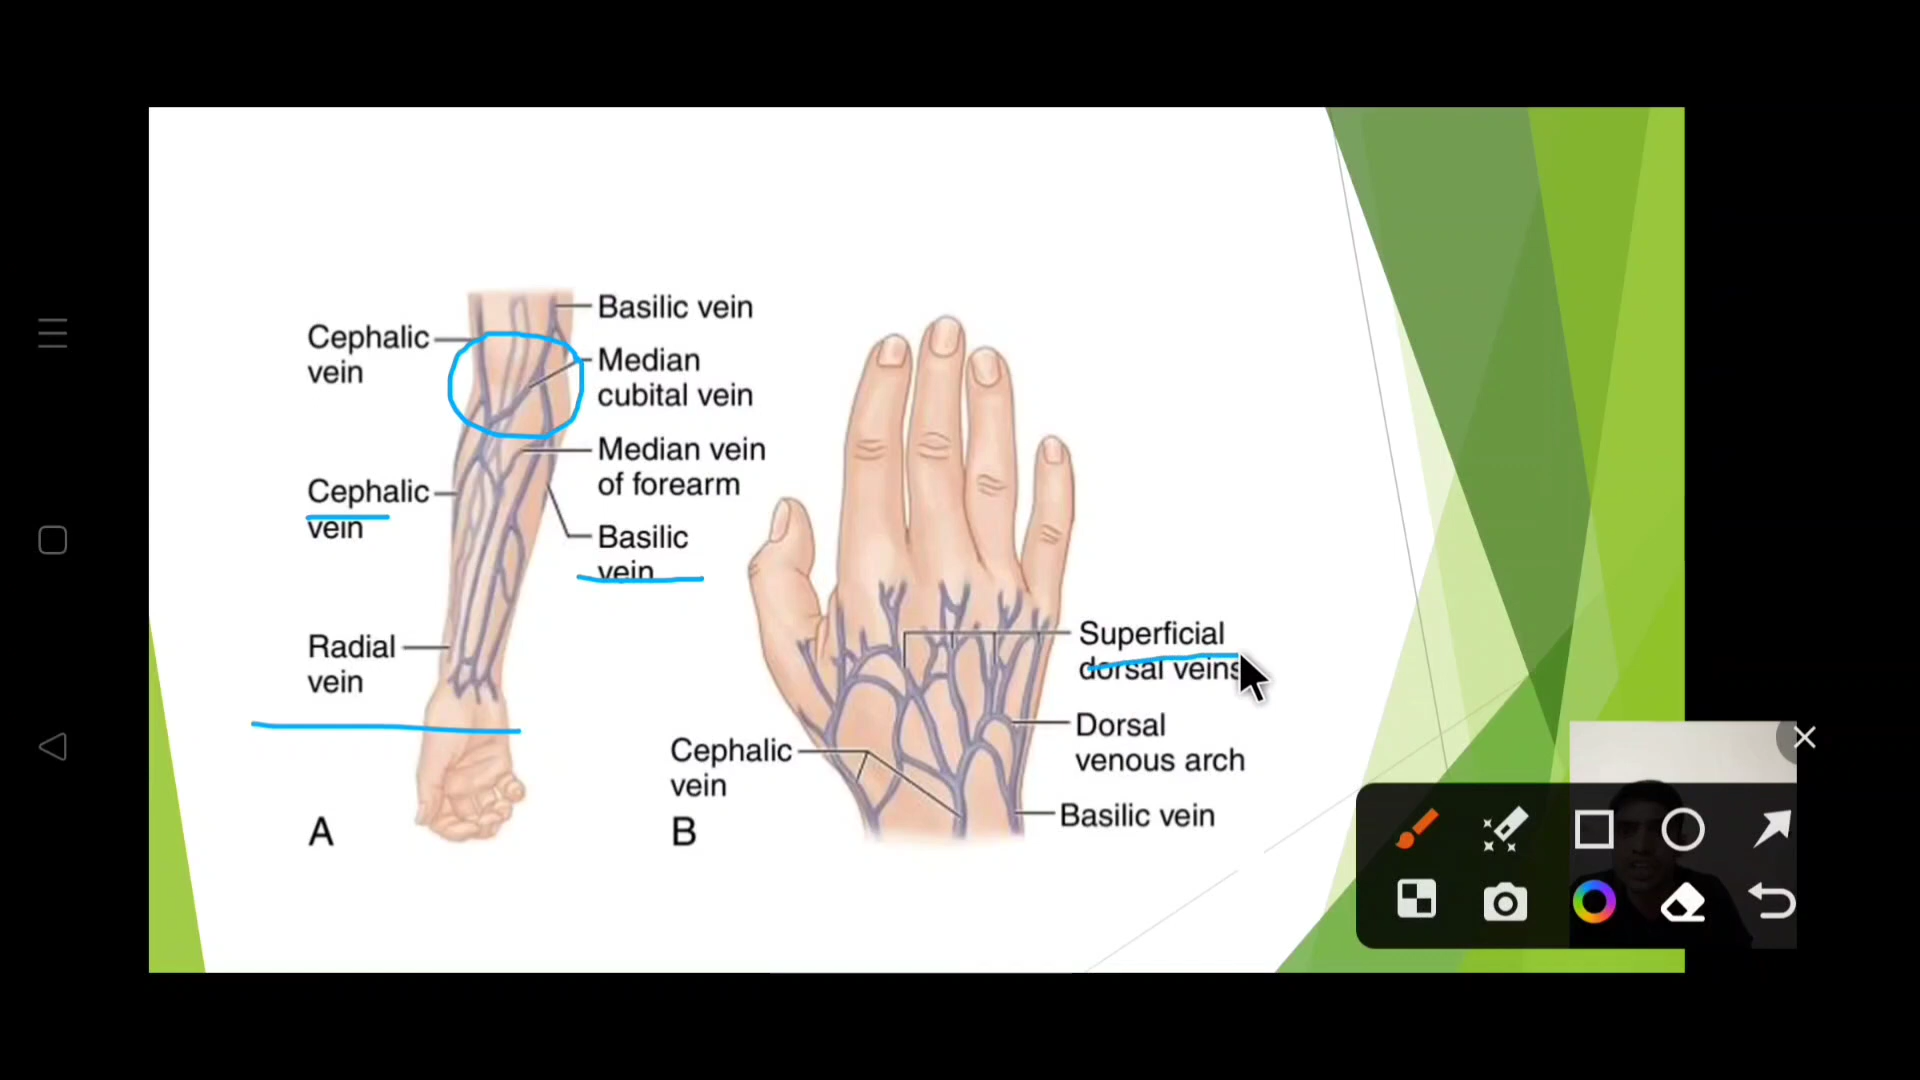 Cephalic
vein
Basilic vein
Median
cubital vein
Median vein
of forearm
Cephalic
vein
Basilic
vein
Radial
vein
A
Superficial
dorsal veins
Dorsal
venous arch
Cephalic
vein
Basilic vein
B